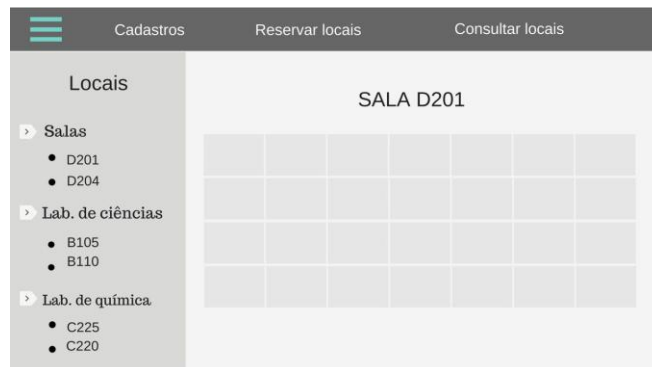 Cadastros Reservar locais Consultar locais
Locais
Salas
D201
D204
Lab. de ciências
B105
B110
Lab. de química
C225
C220
SALA D201